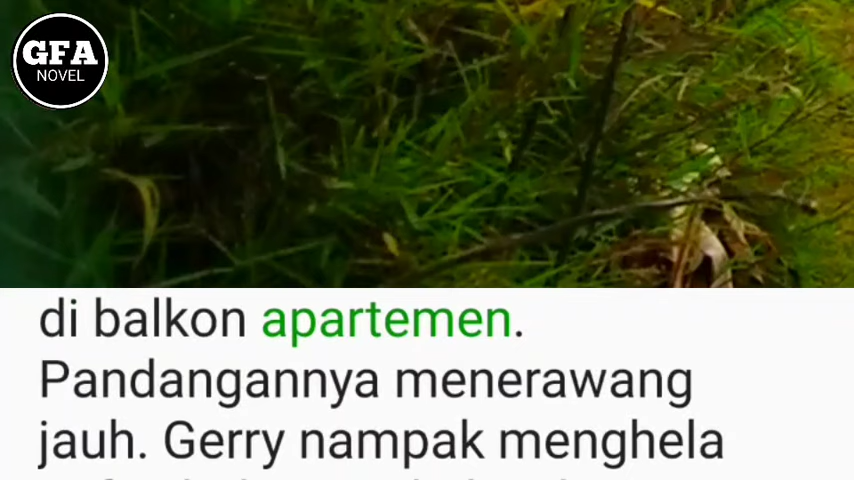 GFA
NOVEL
di balkon apartemen.
Pandangannya menerawang
jauh. Gerry nampak menghela